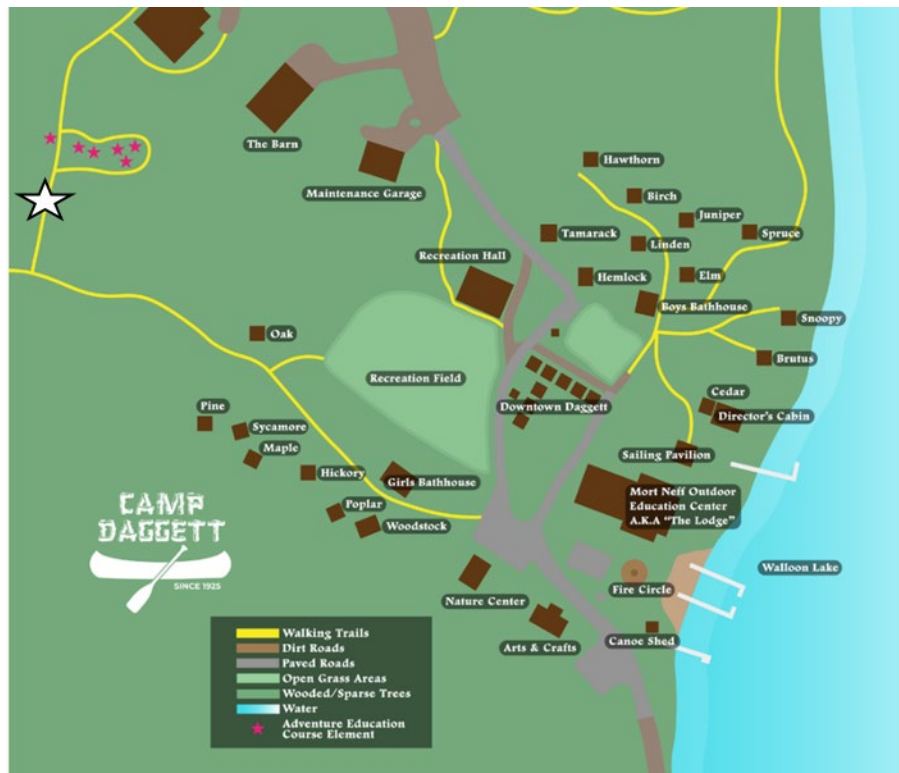 The Barn
Maintenance Garage
Hawthorn
Birch
Juniper
Spruce
Tamarack
Linden
Recreation Hall
Hemlock
Elm
Boys Bathhouse
Snoopy
Oak
Brutus
Recreation Field
Downtown Daggett
Cedar
Director's Cabin
Pine
Sycamore
Maple
Sailing Pavilion
Hickory
Girls Bathhouse
Mort Neff Outdoor
Education Center
A.K.A "The Lodge"
Poplar
Woodstock
CAMP
DAGGETT
SINCE 1925
Walloon Lake
Nature Center
Fire Circle
Arts & Crafts
Canoe Shed
Walking Trails
Dirt Roads
Paved Roads
Open Grass Areas
Wooded/Sparse Trees
Water
Adventure Education
Course Element